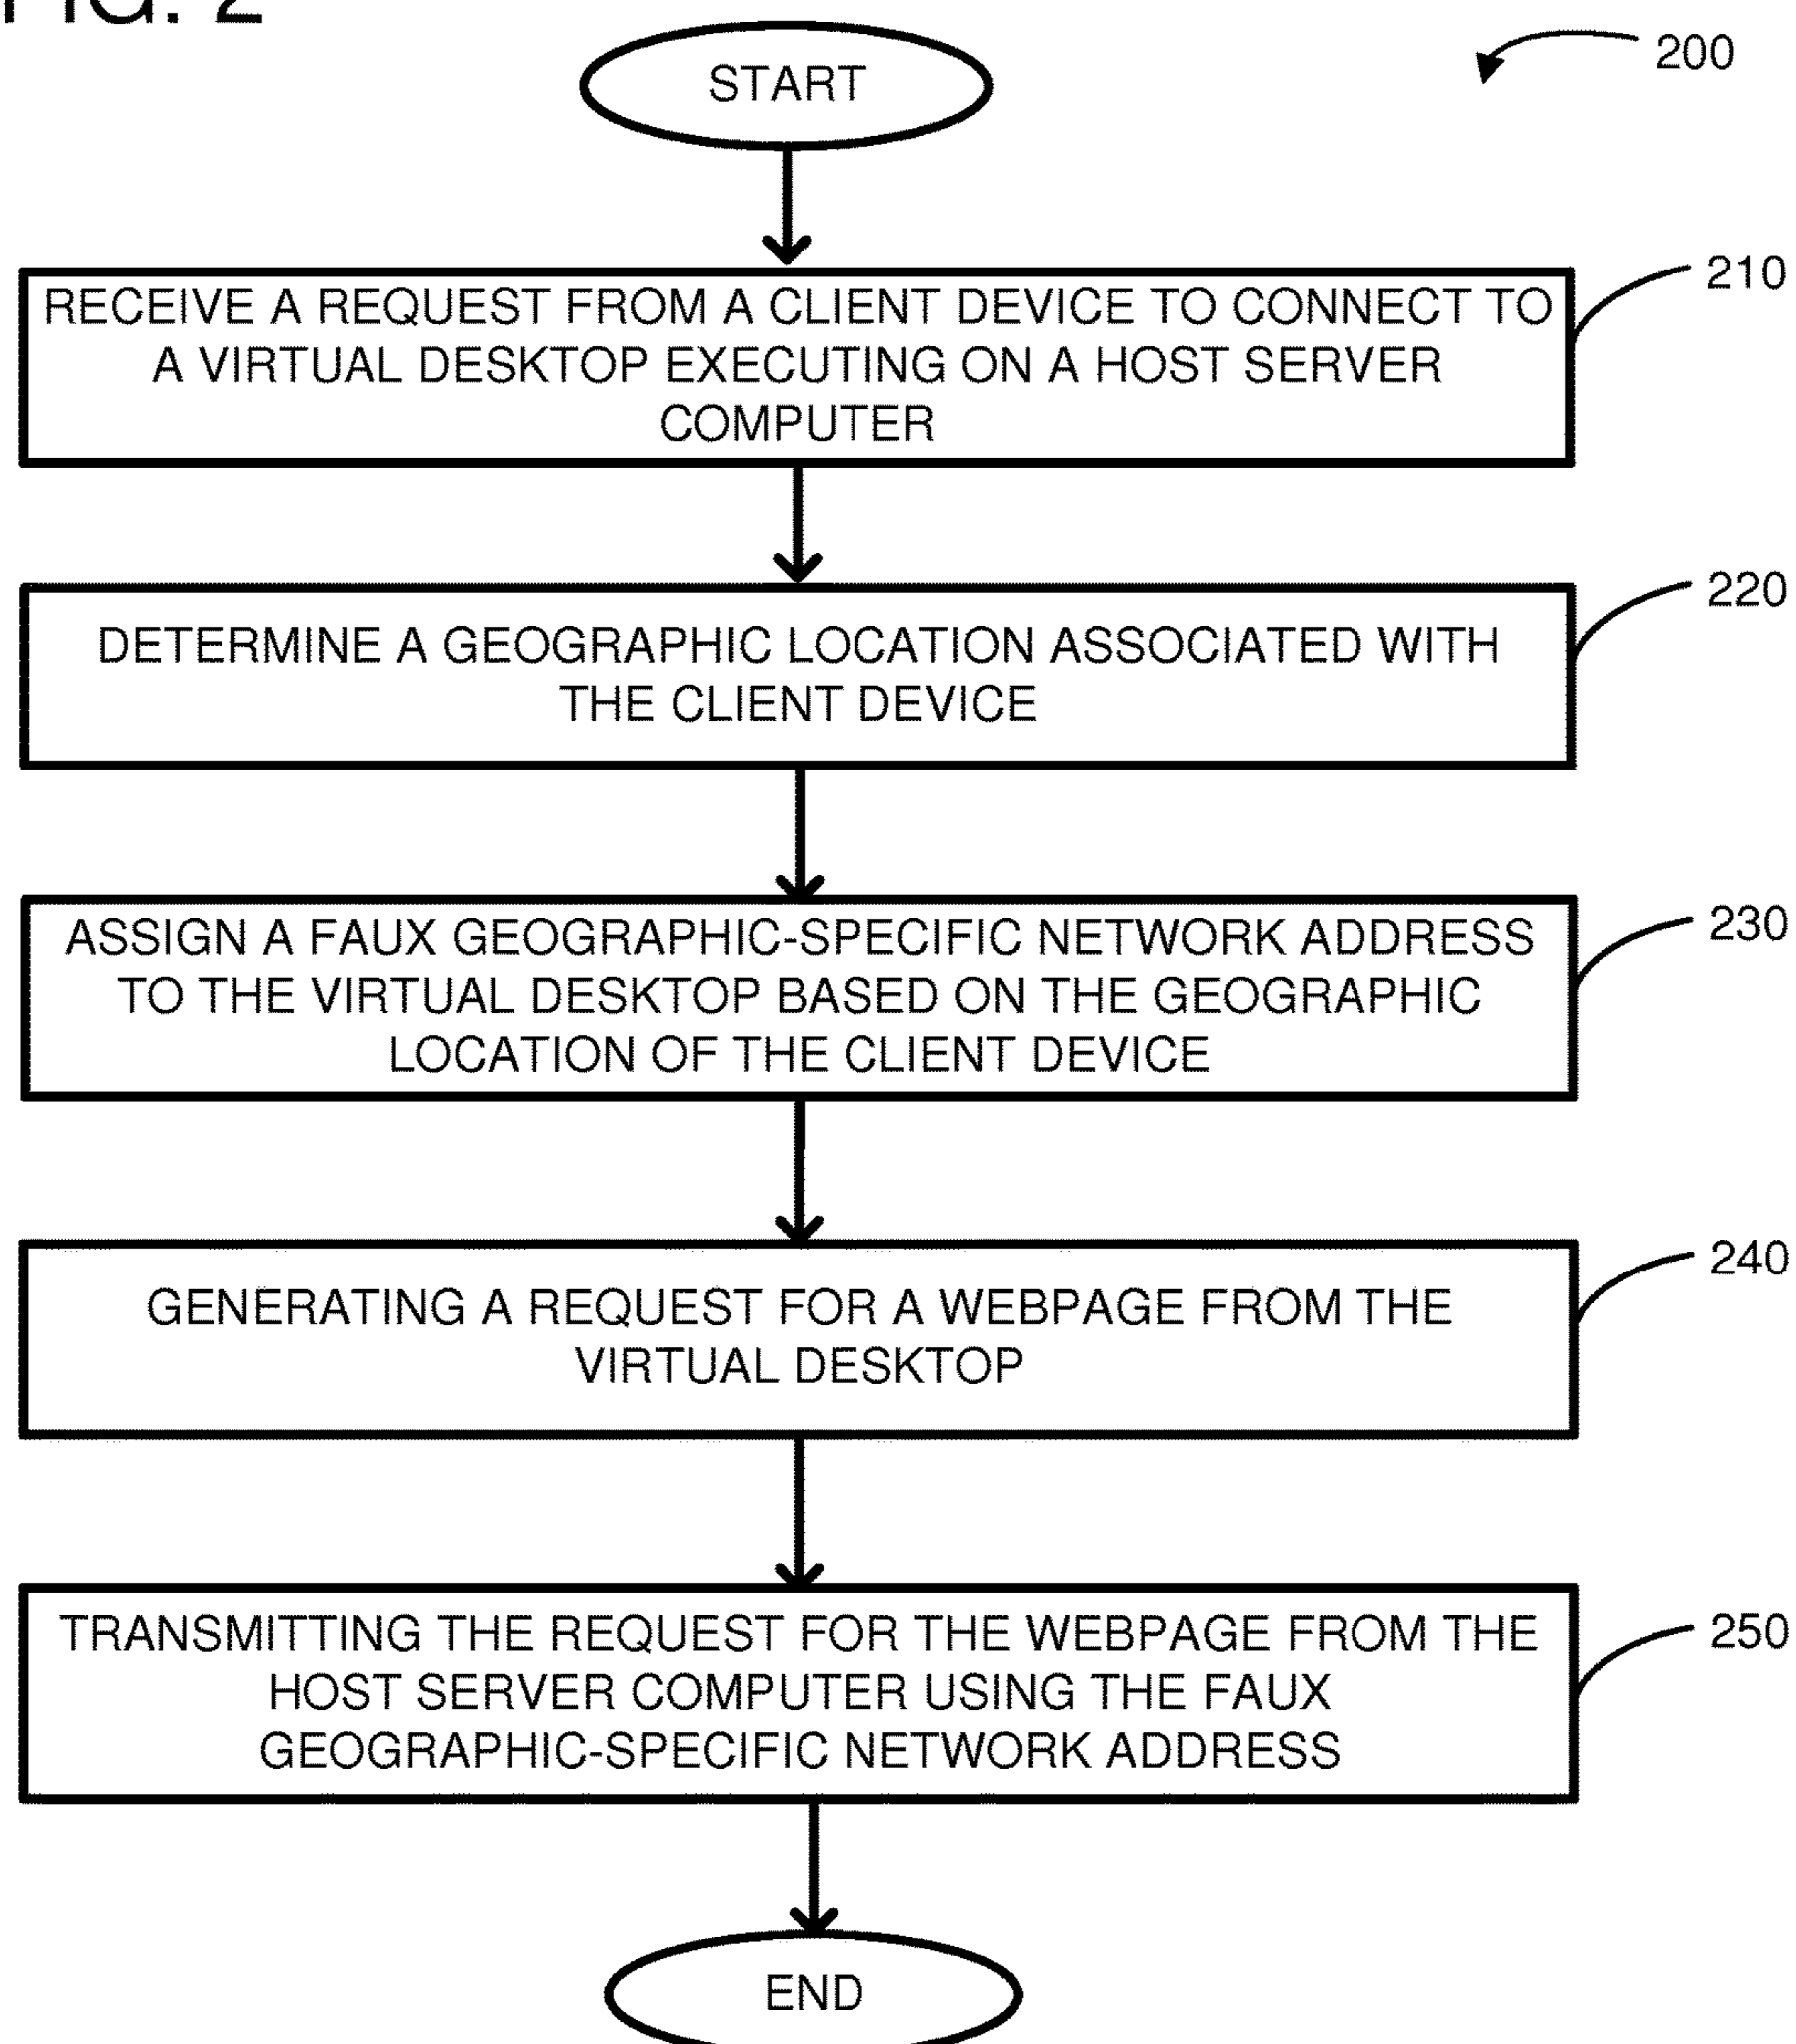 FIG. 2
200
START
210
RECEIVE A REQUEST FROM A CLIENT DEVICE TO CONNECT TO
A VIRTUAL DESKTOP EXECUTING ON A HOST SERVER
COMPUTER
220
DETERMINE A GEOGRAPHIC LOCATION ASSOCIATED WITH
THE CLIENT DEVICE
230
ASSIGN A FAUX GEOGRAPHIC-SPECIFIC NETWORK ADDRESS
TO THE VIRTUAL DESKTOP BASED ON THE GEOGRAPHIC
LOCATION OF THE CLIENT DEVICE
240
GENERATING A REQUEST FOR A WEBPAGE FROM THE
VIRTUAL DESKTOP
250
TRANSMITTING THE REQUEST FOR THE WEBPAGE FROM THE
HOST SERVER COMPUTER USING THE FAUX
GEOGRAPHIC-SPECIFIC NETWORK ADDRESS
END